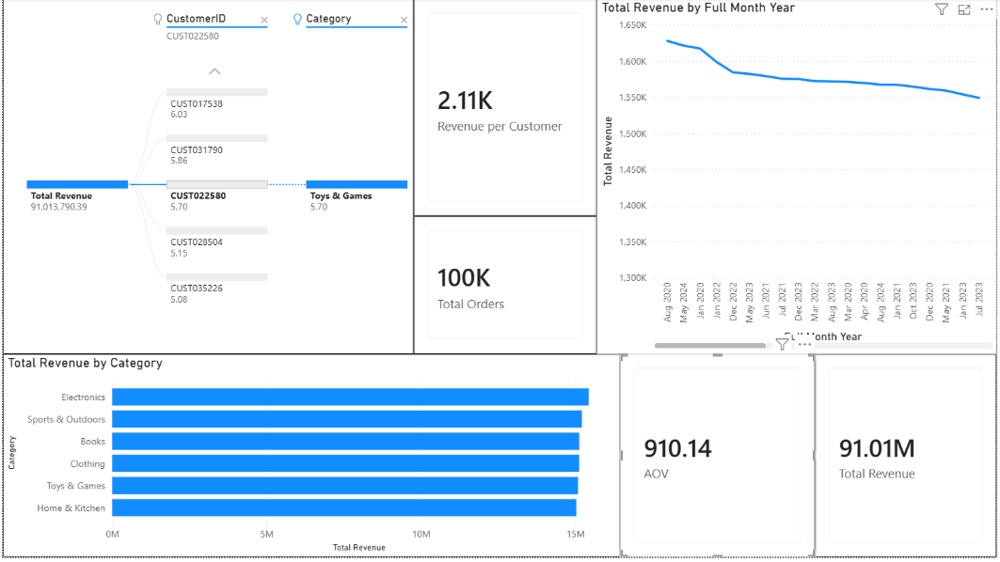 CustomerID
CUST022580
Category
CUST017538
6.03
CUST031790
5.86
Total Revenue
91,013,790.39
CUST022580
5.70
Toys & Games
5.70
CUST028504
5.15
CUST035226
5.08
2.11K
Revenue per Customer
100K
Total Orders
Total Revenue by Full Month Year
Total Revenue
1,650K
1,600K
1,550K
1,500K
1,450K
1,400K
1,350K
1,300K
Aug 2020
May 2024
Jan 2020
Jan 2022
Dec 2022
May 2023
Jun 2021
Jul 2021
Dec 2023
Mar 2022
Aug 2023
Mar 2020
Apr 2020
Aug 2024
Jan 2021
Oct 2023
Dec 2020
May 2021
Jan 2023
Jul 2023
Full Month Year
Total Revenue by Category
Category
Electronics
Sports & Outdoors
Books
Clothing
Toys & Games
Home & Kitchen
0M
5M
10M
15M
Total Revenue
910.14
AOV
91.01M
Total Revenue